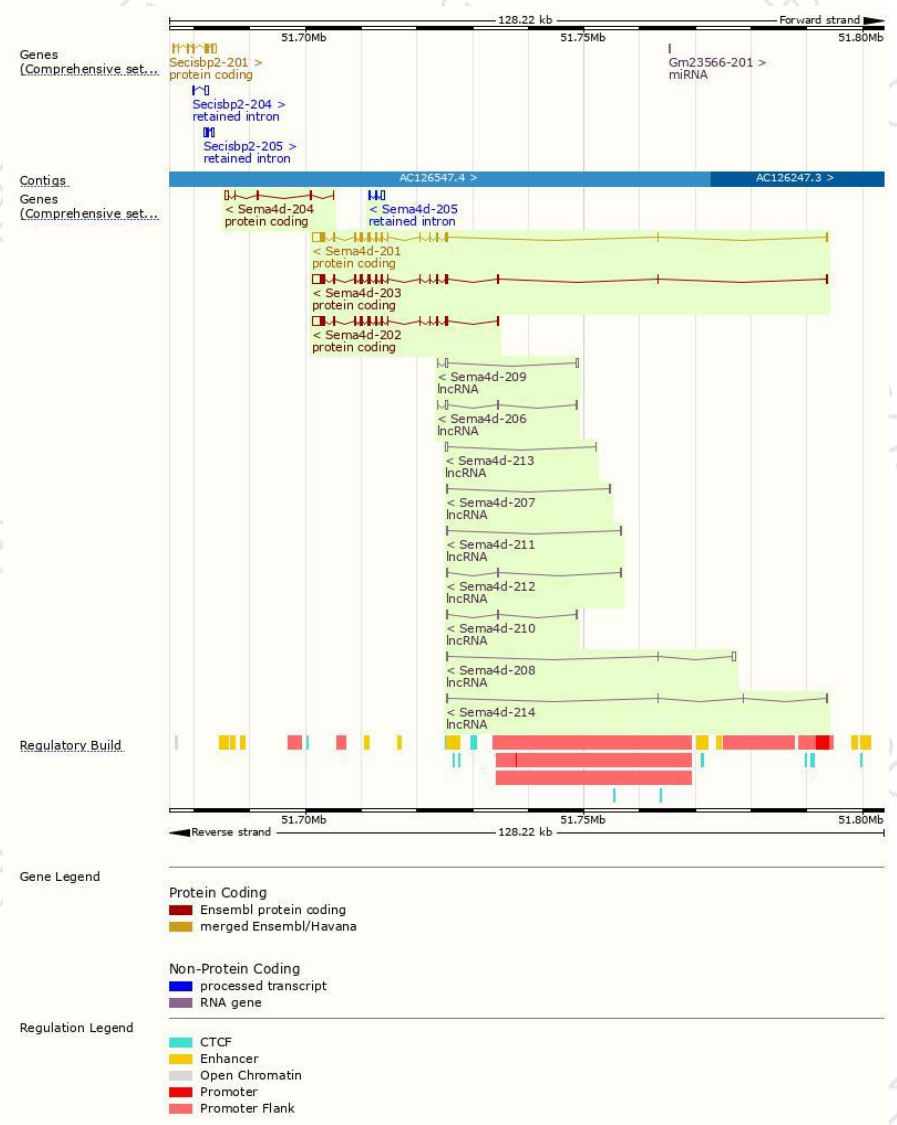 128.22 kb
Forward strand
51.70Mb
51.75Mb
51.80Mb
Genes
(Comprehensive set...
Secisbp2-201 >
protein coding
Gm23566-201 >
miRNA
Secisbp2-204 >
retained intron
Secisbp2-205 >
retained intron
Contigs
AC126547.4 >
AC126247.3 >
Genes
(Comprehensive set...
< Sema4d-204
protein coding
< Sema4d-205
retained intron
< Sema4d-201
protein coding
< Sema4d-203
protein coding
< Sema4d-202
protein coding
< Sema4d-209
lncRNA
< Sema4d-206
lncRNA
< Sema4d-213
lncRNA
< Sema4d-207
lncRNA
< Sema4d-211
lncRNA
< Sema4d-212
lncRNA
< Sema4d-210
lncRNA
< Sema4d-208
lncRNA
< Sema4d-214
lncRNA
Regulatory Build
51.70Mb
51.75Mb
51.80Mb
Reverse strand
128.22 kb
Gene Legend
Protein Coding
Ensembl protein coding
merged Ensembl/Havana
Non-Protein Coding
processed transcript
RNA gene
Regulation Legend
CTCF
Enhancer
Open Chromatin
Promoter
Promoter Flank